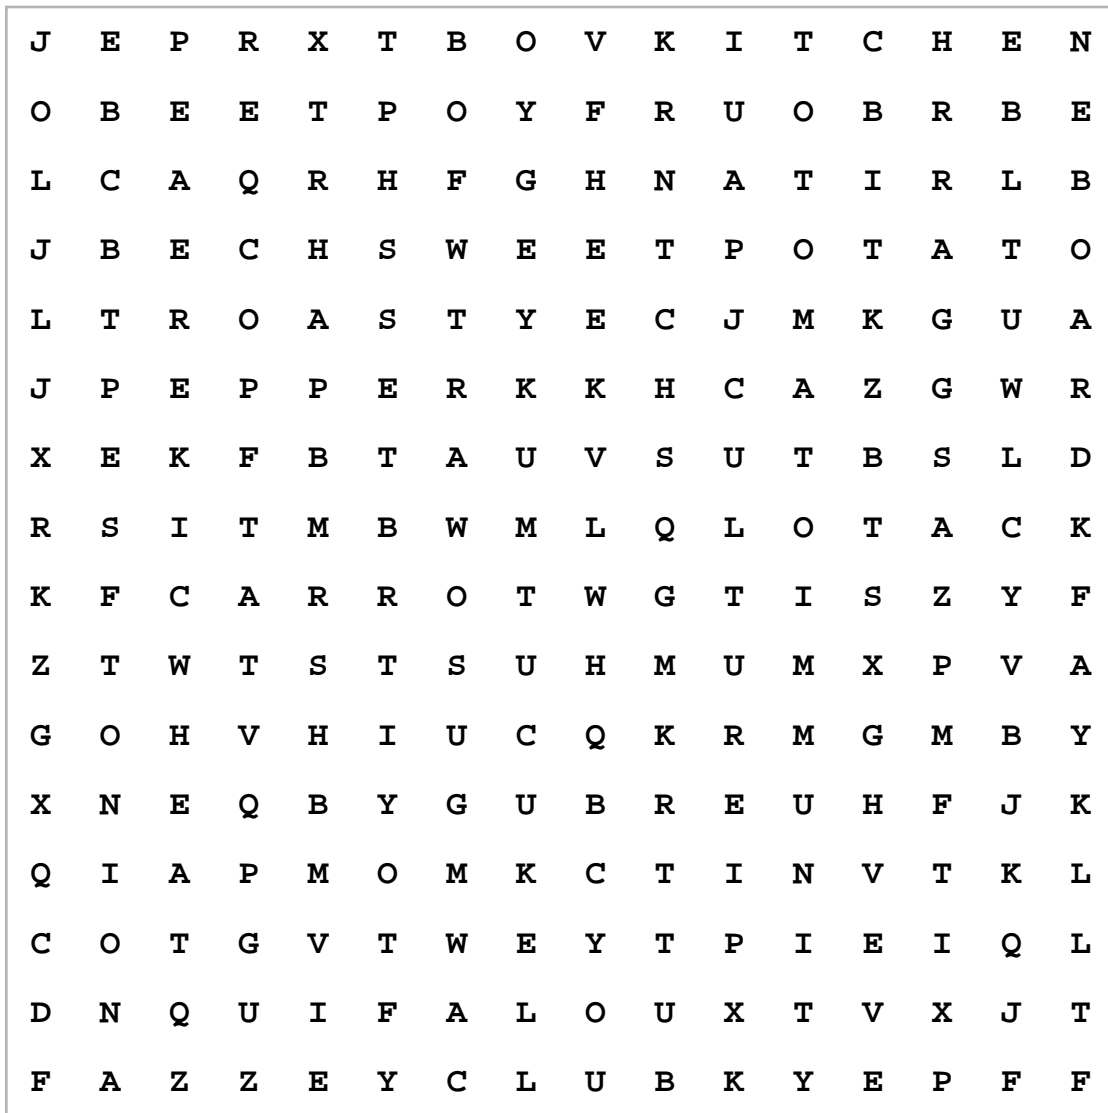 J E P R X T B O V K I T C H E N
O B E E T P O Y F R U O B R B E
L C A Q R H F G H N A T I R L B
J B E C H S W E E T P O T A T O
L T R O A S T Y E C J M K G U A
J P E P P E R K K H C A Z G W R
X E K F B T A U V S U T B S L D
R S I T M B W M L Q L O T A C K
K F C A R R O T W G T I S Z Y F
Z T W T S T S U H M U M X P V A
G O H V H I U C Q K R M G M B Y
X N E Q B Y G U B R E U H F J K
Q I A P M O M K C T I N V T K L
C O T G V T W E Y T P I E I Q L
D N Q U I F A L O U X T V X J T
F A Z Z E Y C L U B K Y E P F F